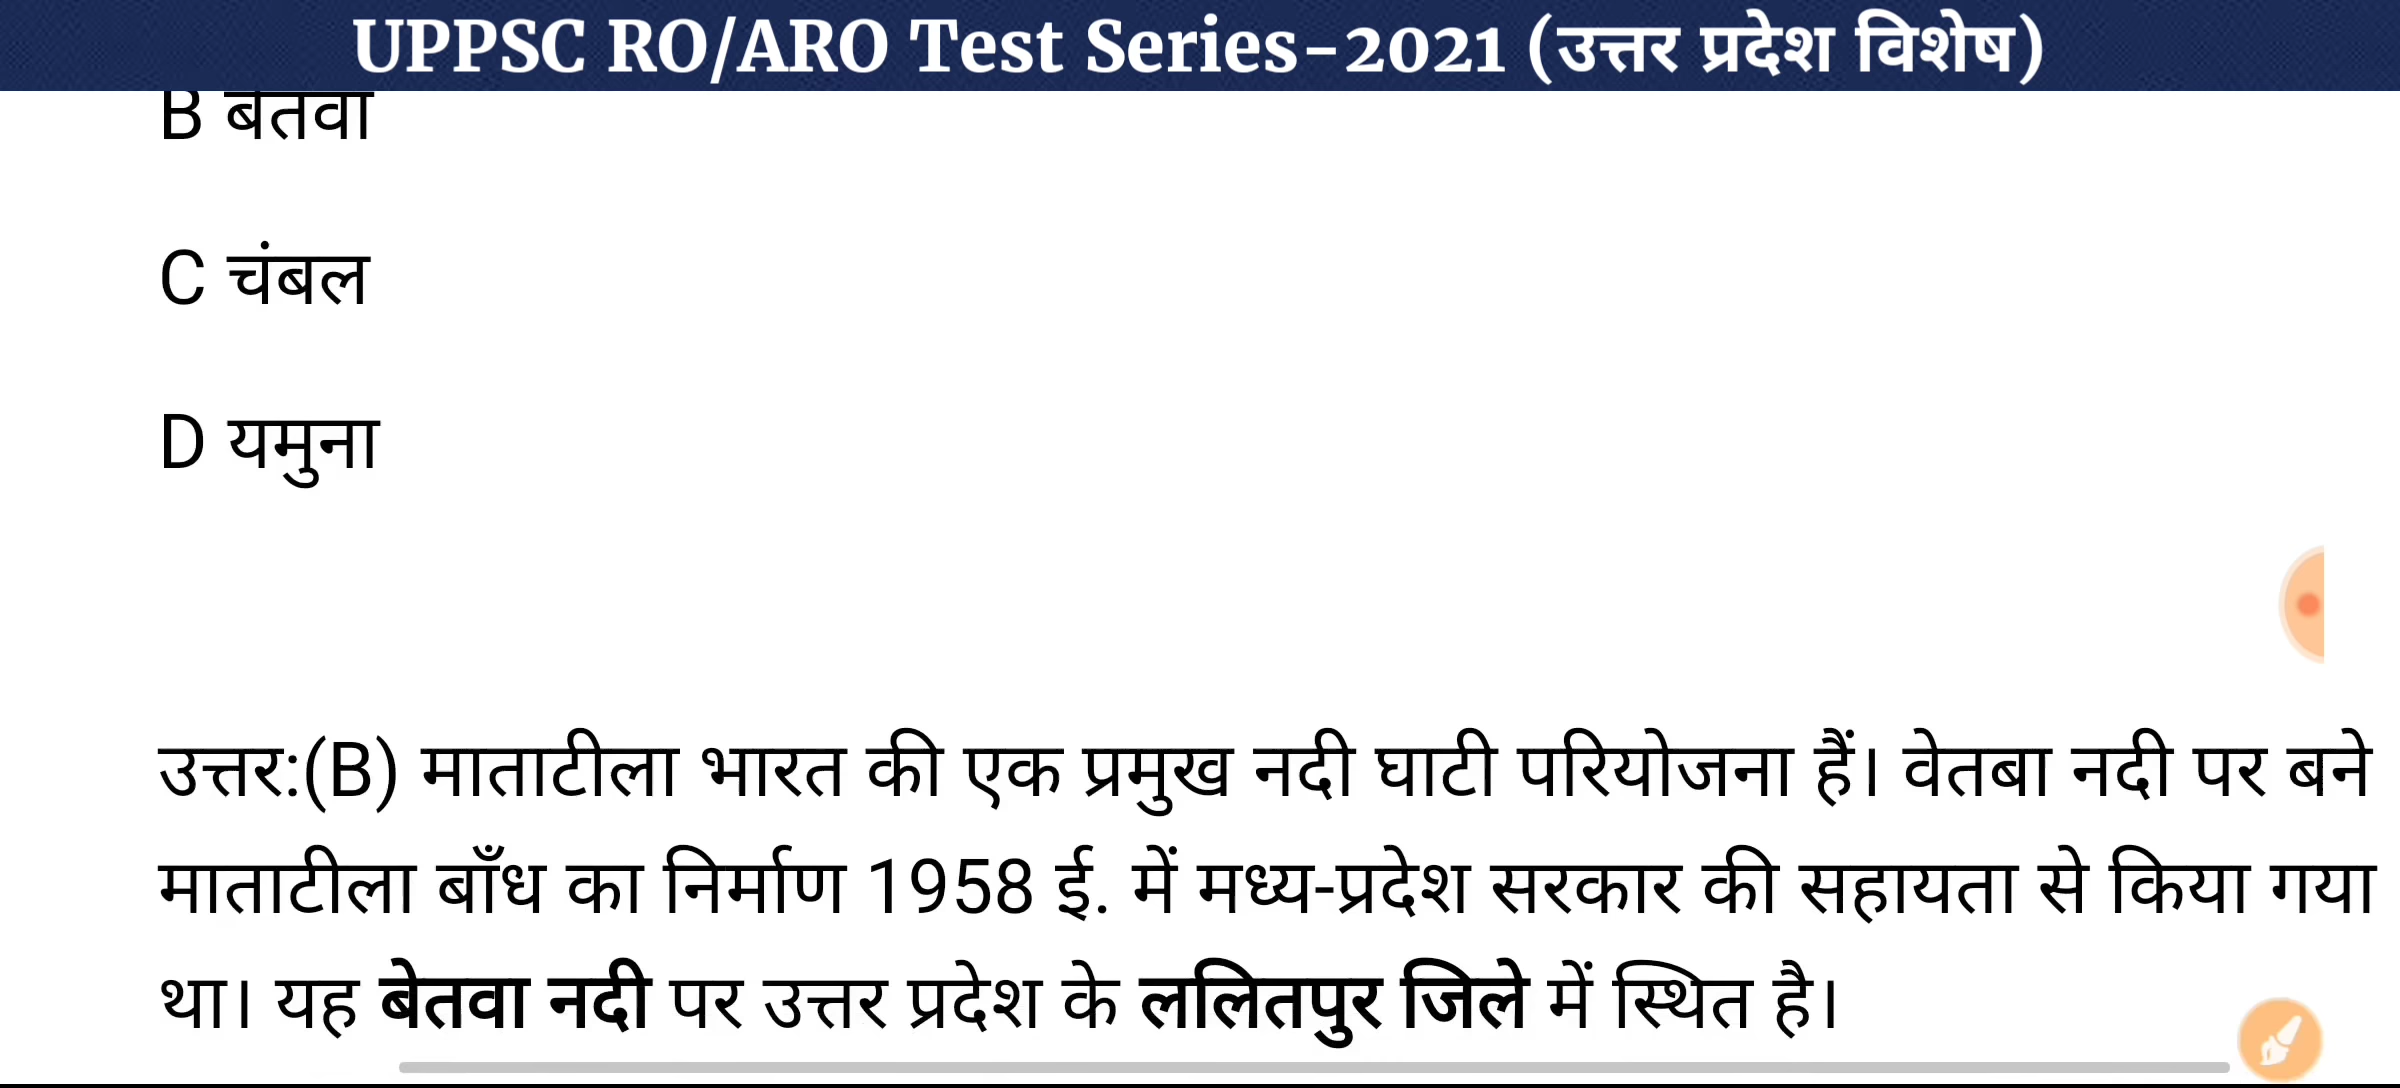 UPPSC RO/ARO Test Series-2021 (उत्तर प्रदेश विशेष)
B बेतवा
C चंबल
D यमुना
उत्तर:(B) माताटीला भारत की एक प्रमुख नदी घाटी परियोजना हैं। वेतबा नदी पर बने
माताटीला बाँध का निर्माण 1958 ई. में मध्य-प्रदेश सरकार की सहायता से किया गया
था। यह बेतवा नदी पर उत्तर प्रदेश के ललितपुर जिले में स्थित है।